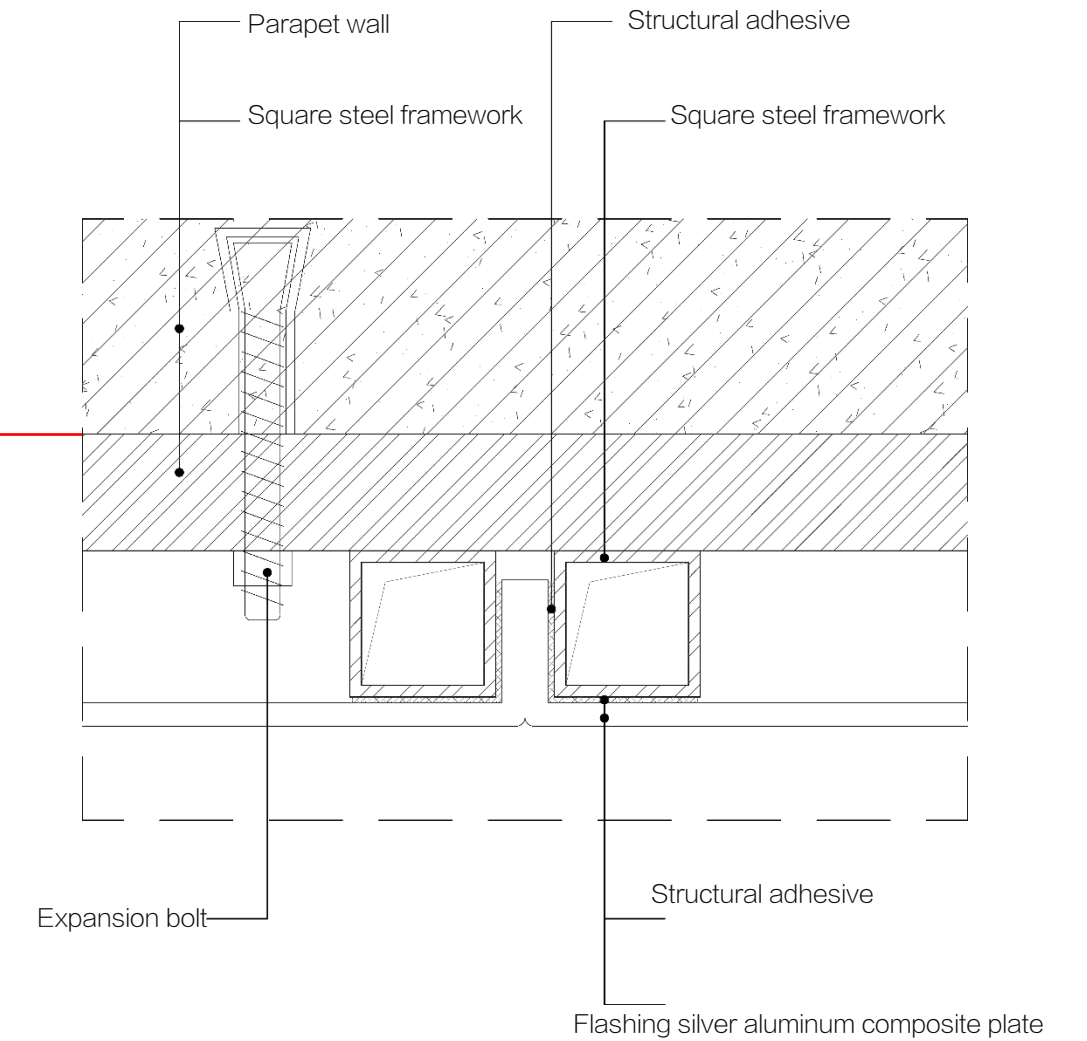 Parapet wall
Structural adhesive
Square steel framework
Square steel framework
Structural adhesive
Expansion bolt
Flashing silver aluminum composite plate